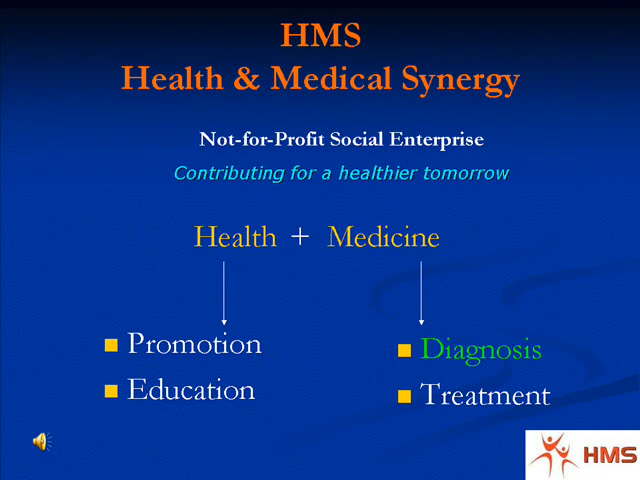 HMS
Health & Medical Synergy
Not-for-Profit Social Enterprise
Contributing for a healthier tomorrow
Health + Medicine
Promotion
Education
Diagnosis
Treatment
HMS